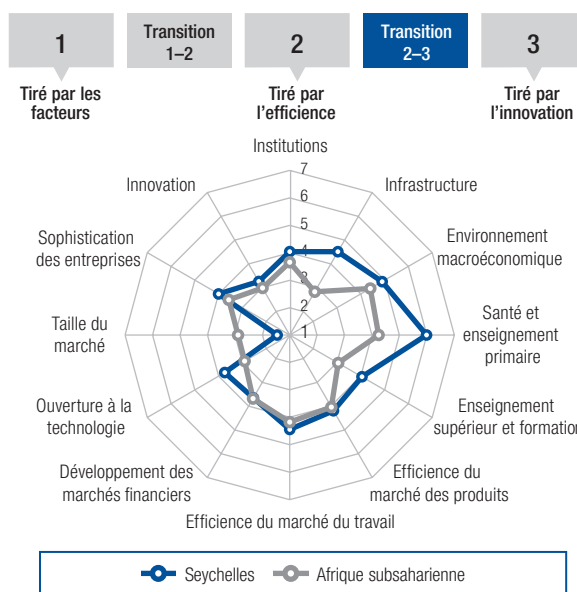 1
Transition
1–2
2
Transition
2–3
3
Tiré par les
facteurs
Tiré par
l'efficience
Tiré par
l'innovation
Institutions
7
6
5
4
3
2
1
Innovation
Infrastructure
Sophistication
des entreprises
Environnement
macroéconomique
Taille du
marché
Santé et
enseignement
primaire
Ouverture à la
technologie
Enseignement
supérieur et formation
Développement des
marchés financiers
Efficience du
marché des produits
Efficience du marché du travail
Seychelles
Afrique subsaharienne